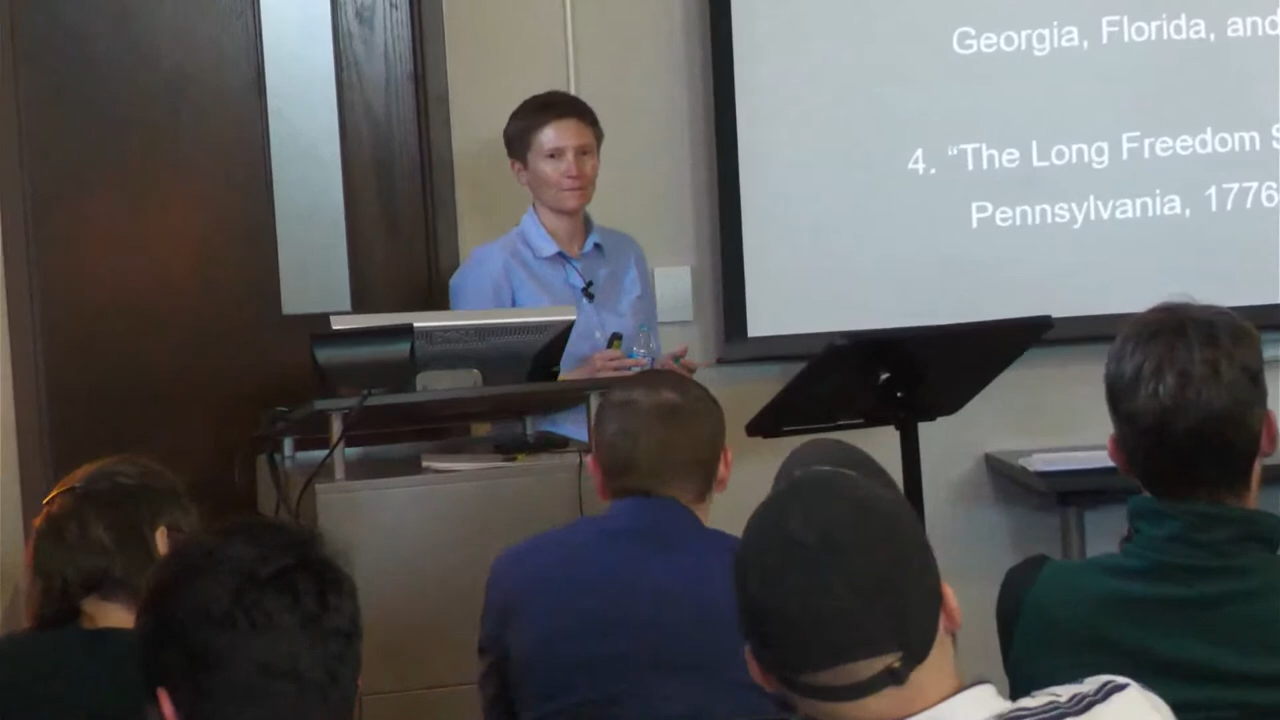 Georgia, Florida, and
4. “The Long Freedom
Pennsylvania, 1776